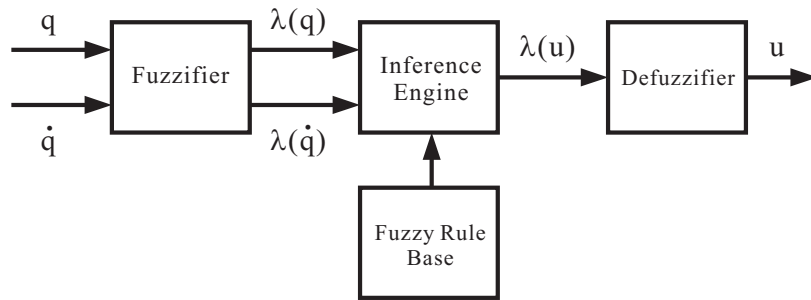 q
λ(q)
λ(u)
u
Fuzzifier
Inference
Engine
Defuzzifier
q̇
λ(q̇)
Fuzzy Rule
Base